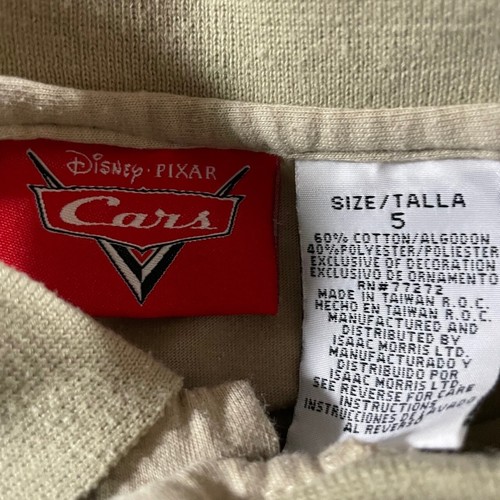 Disney · PIXAR
Cars
SIZE/TALLA
5
60% COTTON/ALGODON
40% POLYESTER/POLIESTER
EXCLUSIVE OF DECORATION
EXCLUSIVO DE ORNAMENTO
RN#77272
MADE IN TAIWAN R.O.C.
HECHO EN TAIWAN R.O.C.
MANUFACTURED AND
DISTRIBUTED BY
ISAAC MORRIS LTD.
MANUFACTURADO Y
DISTRIBUIDO POR
ISAAC MORRIS LTD.
SEE REVERSE FOR CARE
INSTRUCTIONS
INSTRUCCIONES DE LAVADO
AL REVERSO